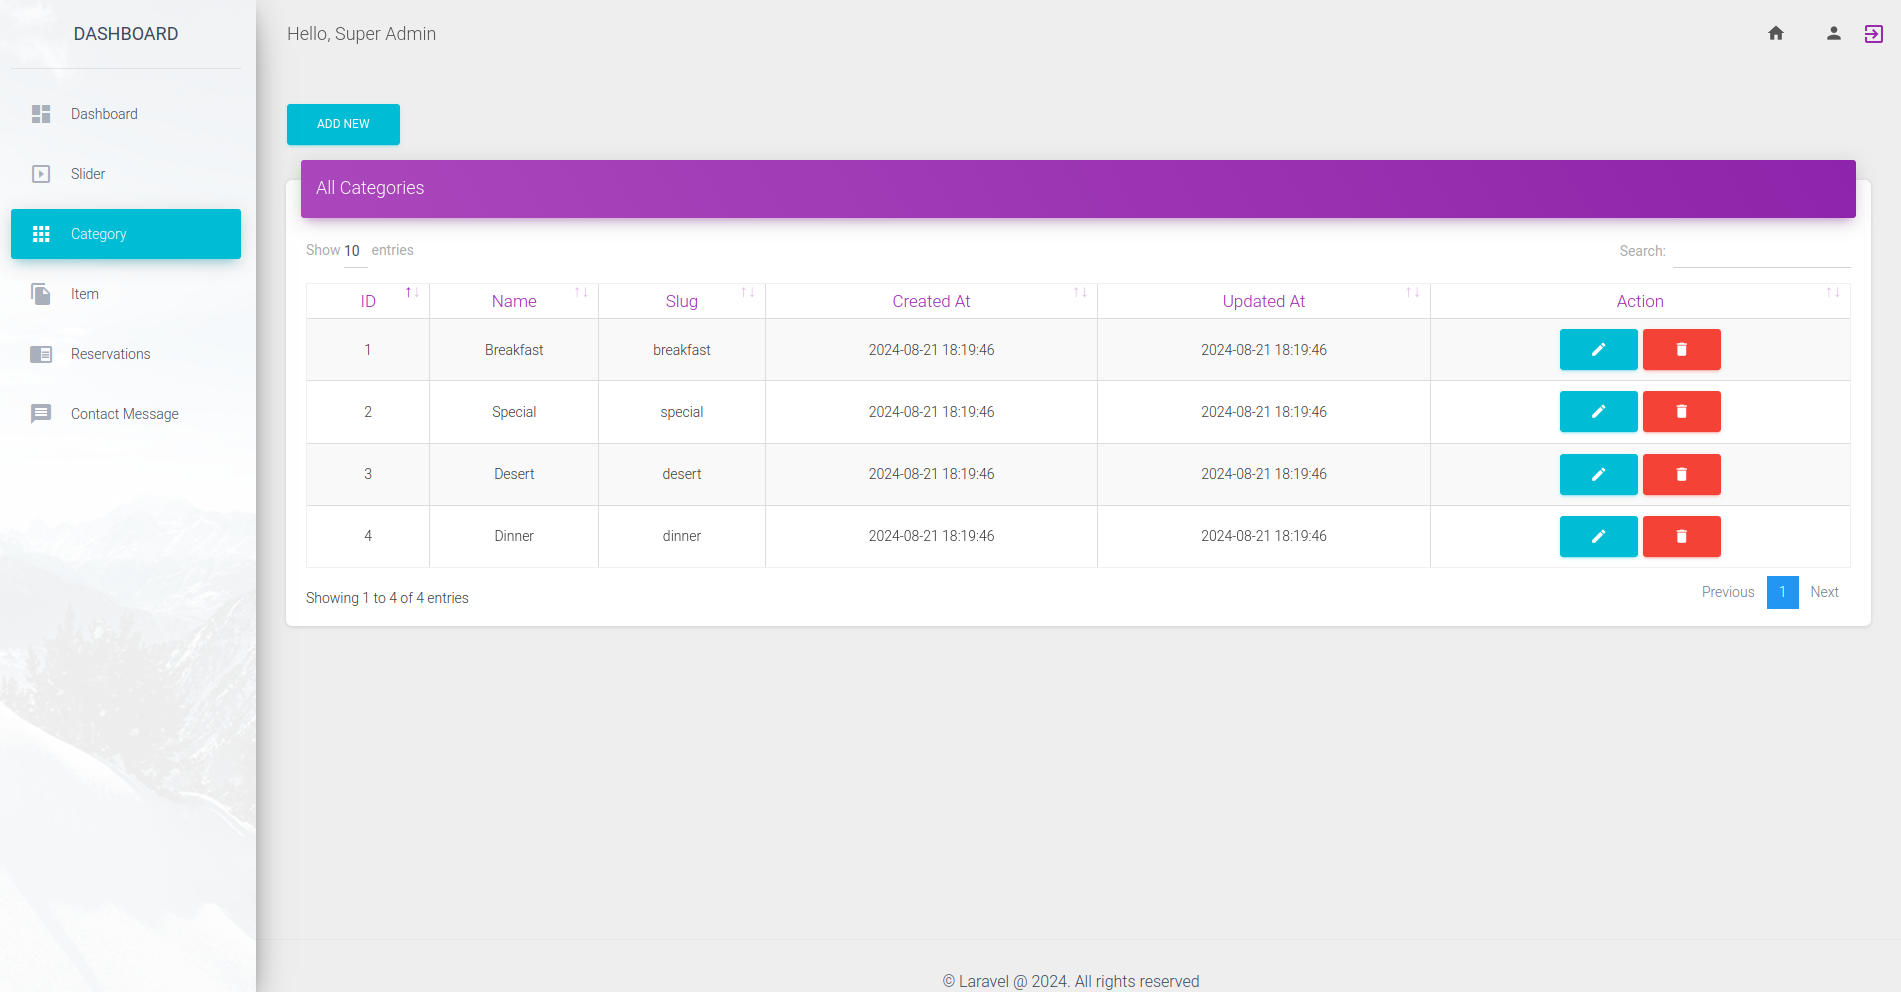 DASHBOARD
Hello, Super Admin
Dashboard
Slider
Category
Item
Reservations
Contact Message
ADD NEW
All Categories
Show 10 entries
Search:
ID Name Slug Created At Updated At Action
1 Breakfast breakfast 2024-08-21 18:19:46 2024-08-21 18:19:46
2 Special special 2024-08-21 18:19:46 2024-08-21 18:19:46
3 Desert desert 2024-08-21 18:19:46 2024-08-21 18:19:46
4 Dinner dinner 2024-08-21 18:19:46 2024-08-21 18:19:46
Showing 1 to 4 of 4 entries
Previous 1 Next
© Laravel @ 2024. All rights reserved